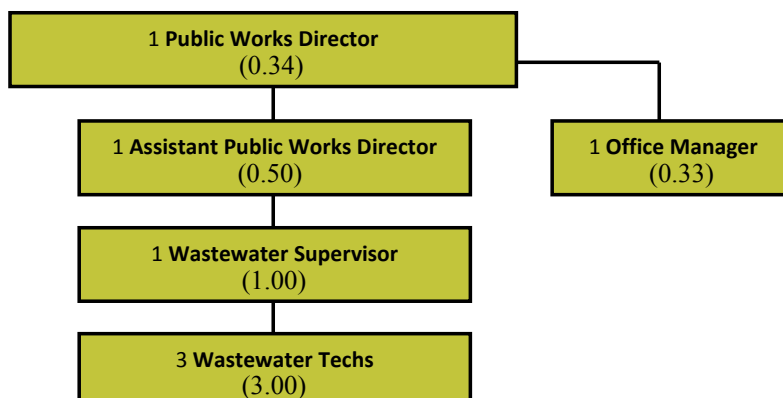 1 Public Works Director
(0.34)
1 Assistant Public Works Director
(0.50)
1 Office Manager
(0.33)
1 Wastewater Supervisor
(1.00)
3 Wastewater Techs
(3.00)